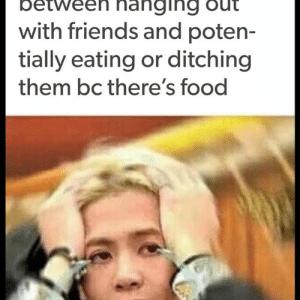 between hanging out
with friends and poten-
tially eating or ditching
them bc there's food